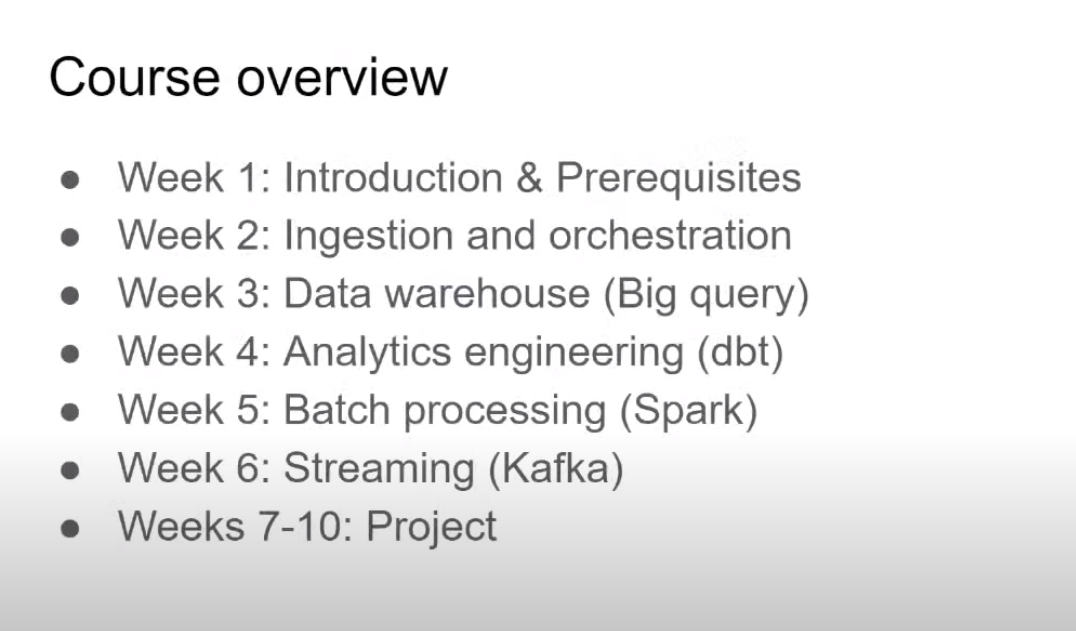 Course overview
● Week 1: Introduction & Prerequisites
● Week 2: Ingestion and orchestration
● Week 3: Data warehouse (Big query)
● Week 4: Analytics engineering (dbt)
● Week 5: Batch processing (Spark)
● Week 6: Streaming (Kafka)
● Weeks 7-10: Project